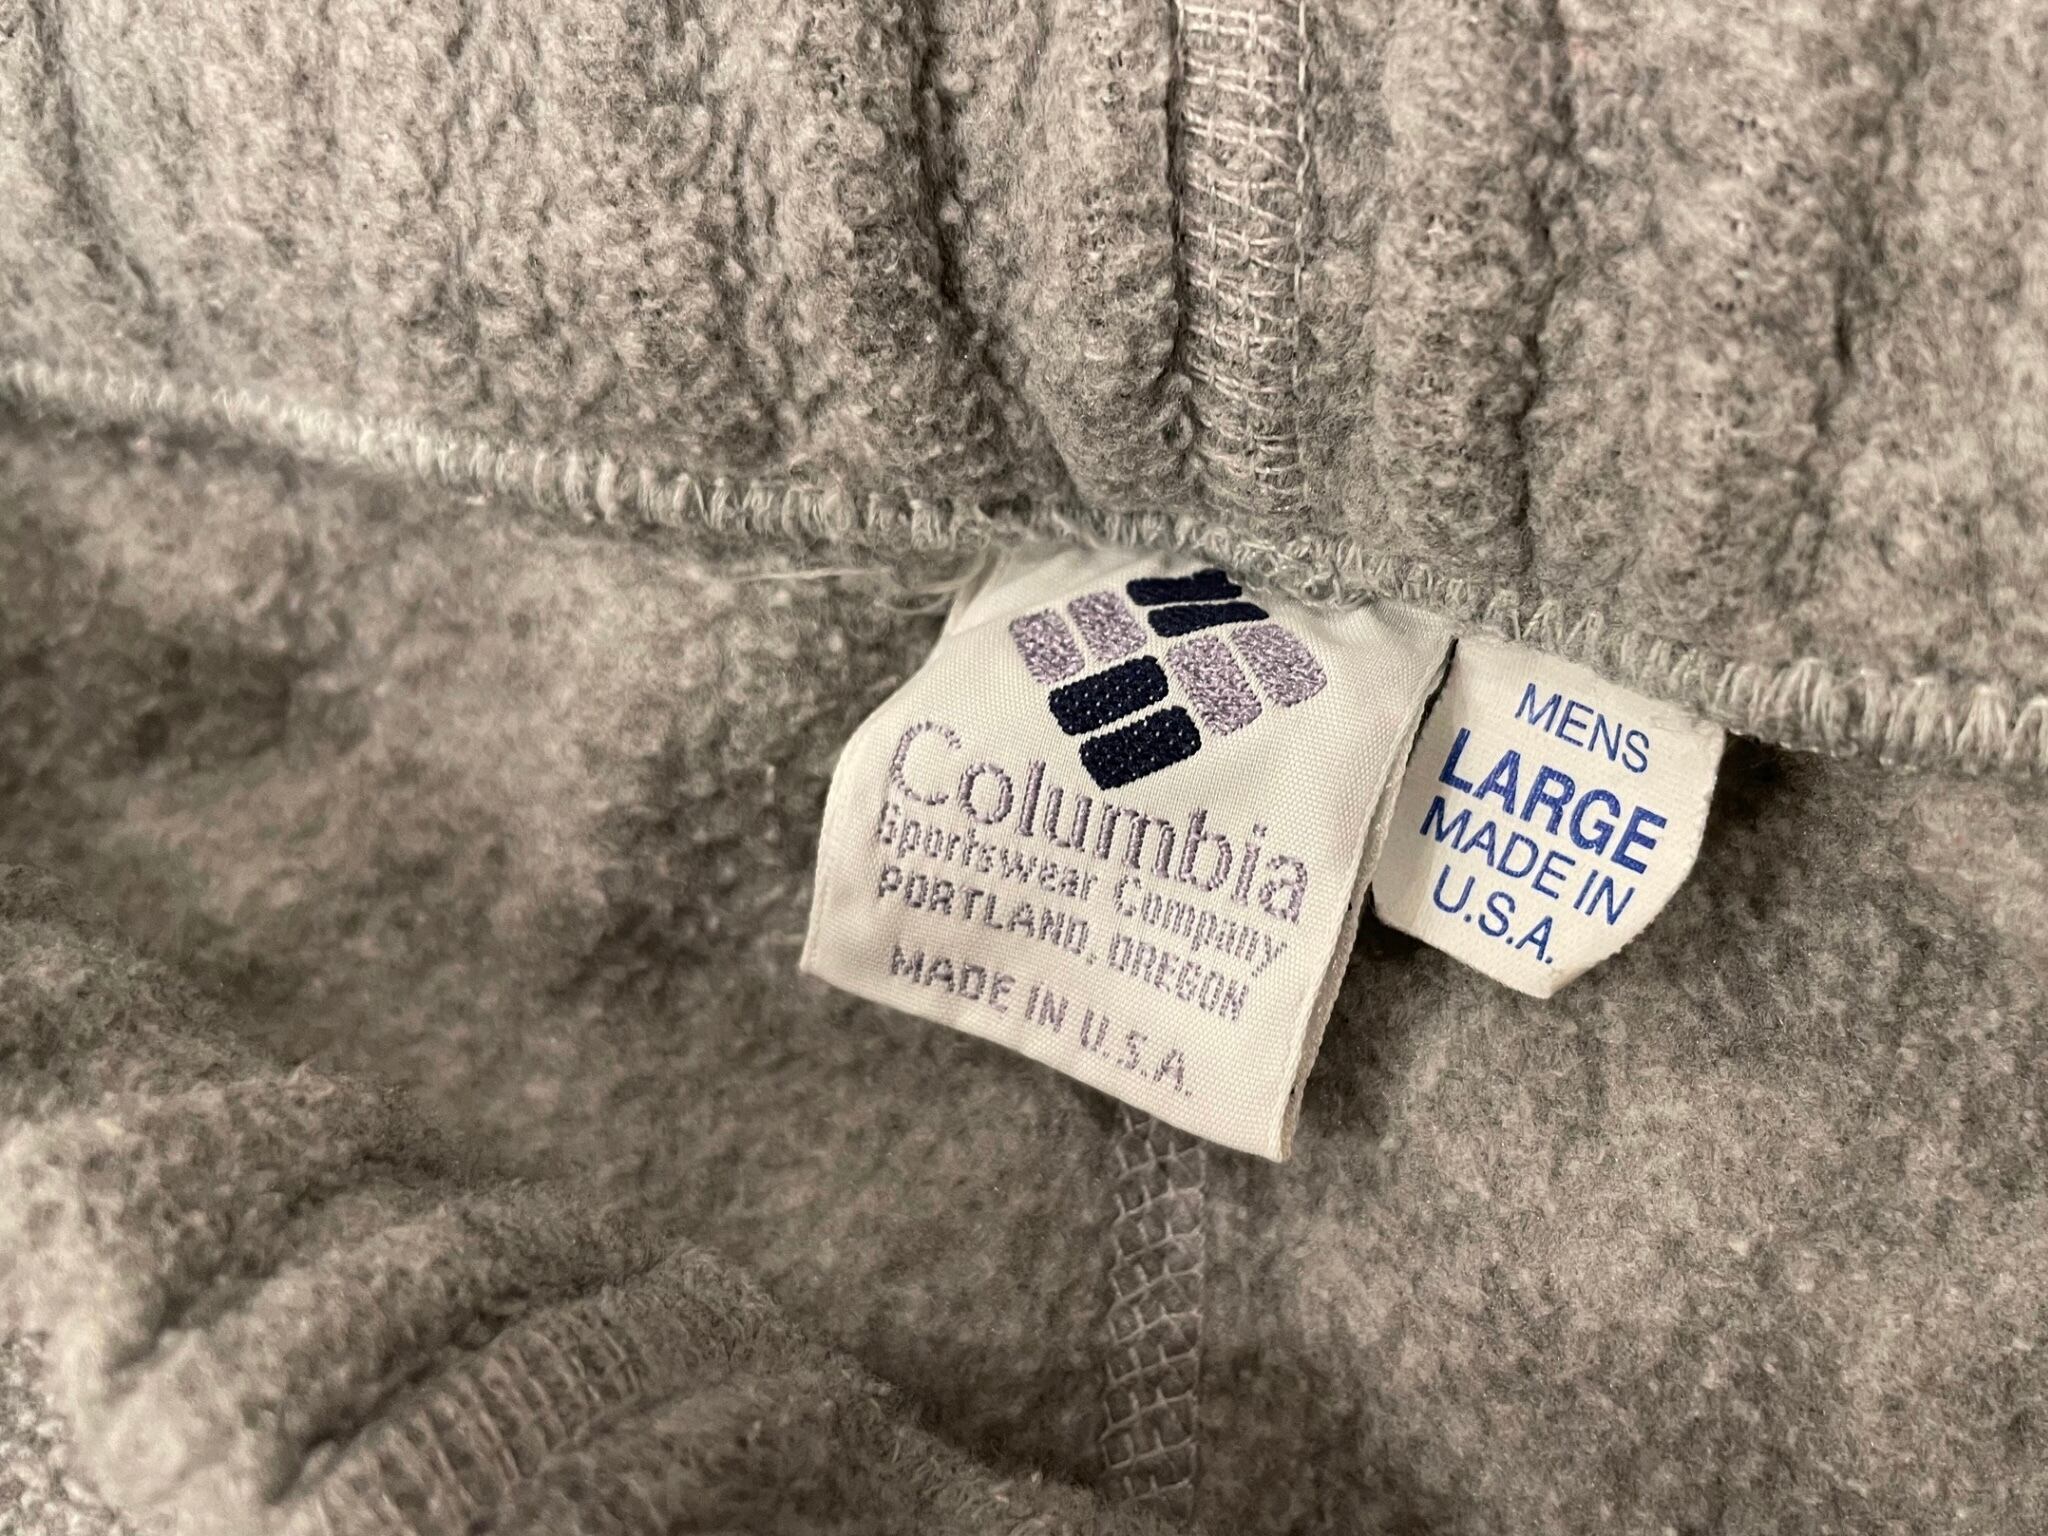 Columbia
Sportswear Company
PORTLAND, OREGON
MADE IN U.S.A.
MENS
LARGE
MADE IN
U.S.A.